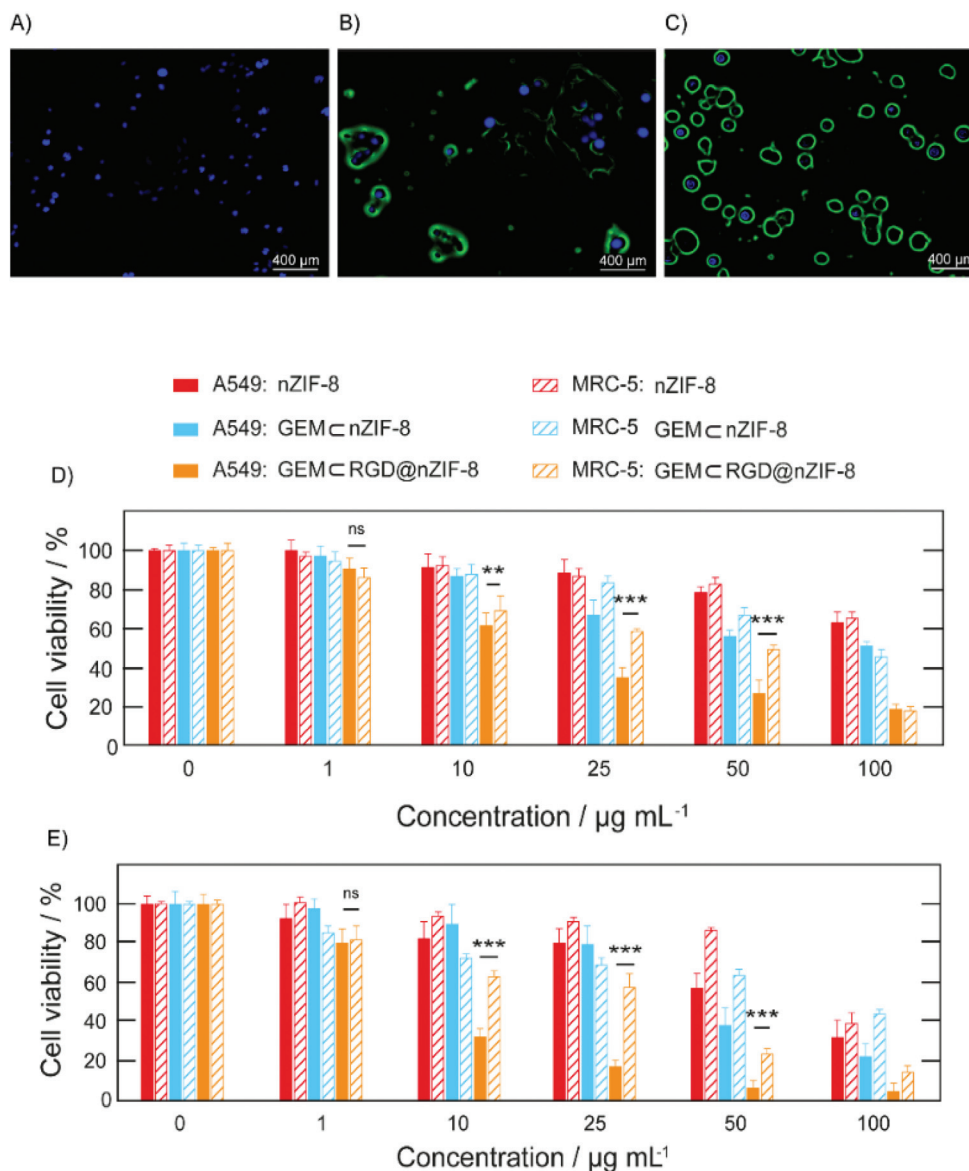 A) B) C)
400 µm 400 µm 400 µm
A549: nZIF-8 MRC-5: nZIF-8
A549: GEM⊂nZIF-8 MRC-5 GEM⊂nZIF-8
A549: GEM⊂RGD@nZIF-8 MRC-5: GEM⊂RGD@nZIF-8
D)
Cell viability / %
100
80
60
40
20
0
ns
**
***
***
0 1 10 25 50 100
Concentration / µg mL-1
E)
Cell viability / %
100
80
60
40
20
0
ns
***
***
***
0 1 10 25 50 100
Concentration / µg mL-1